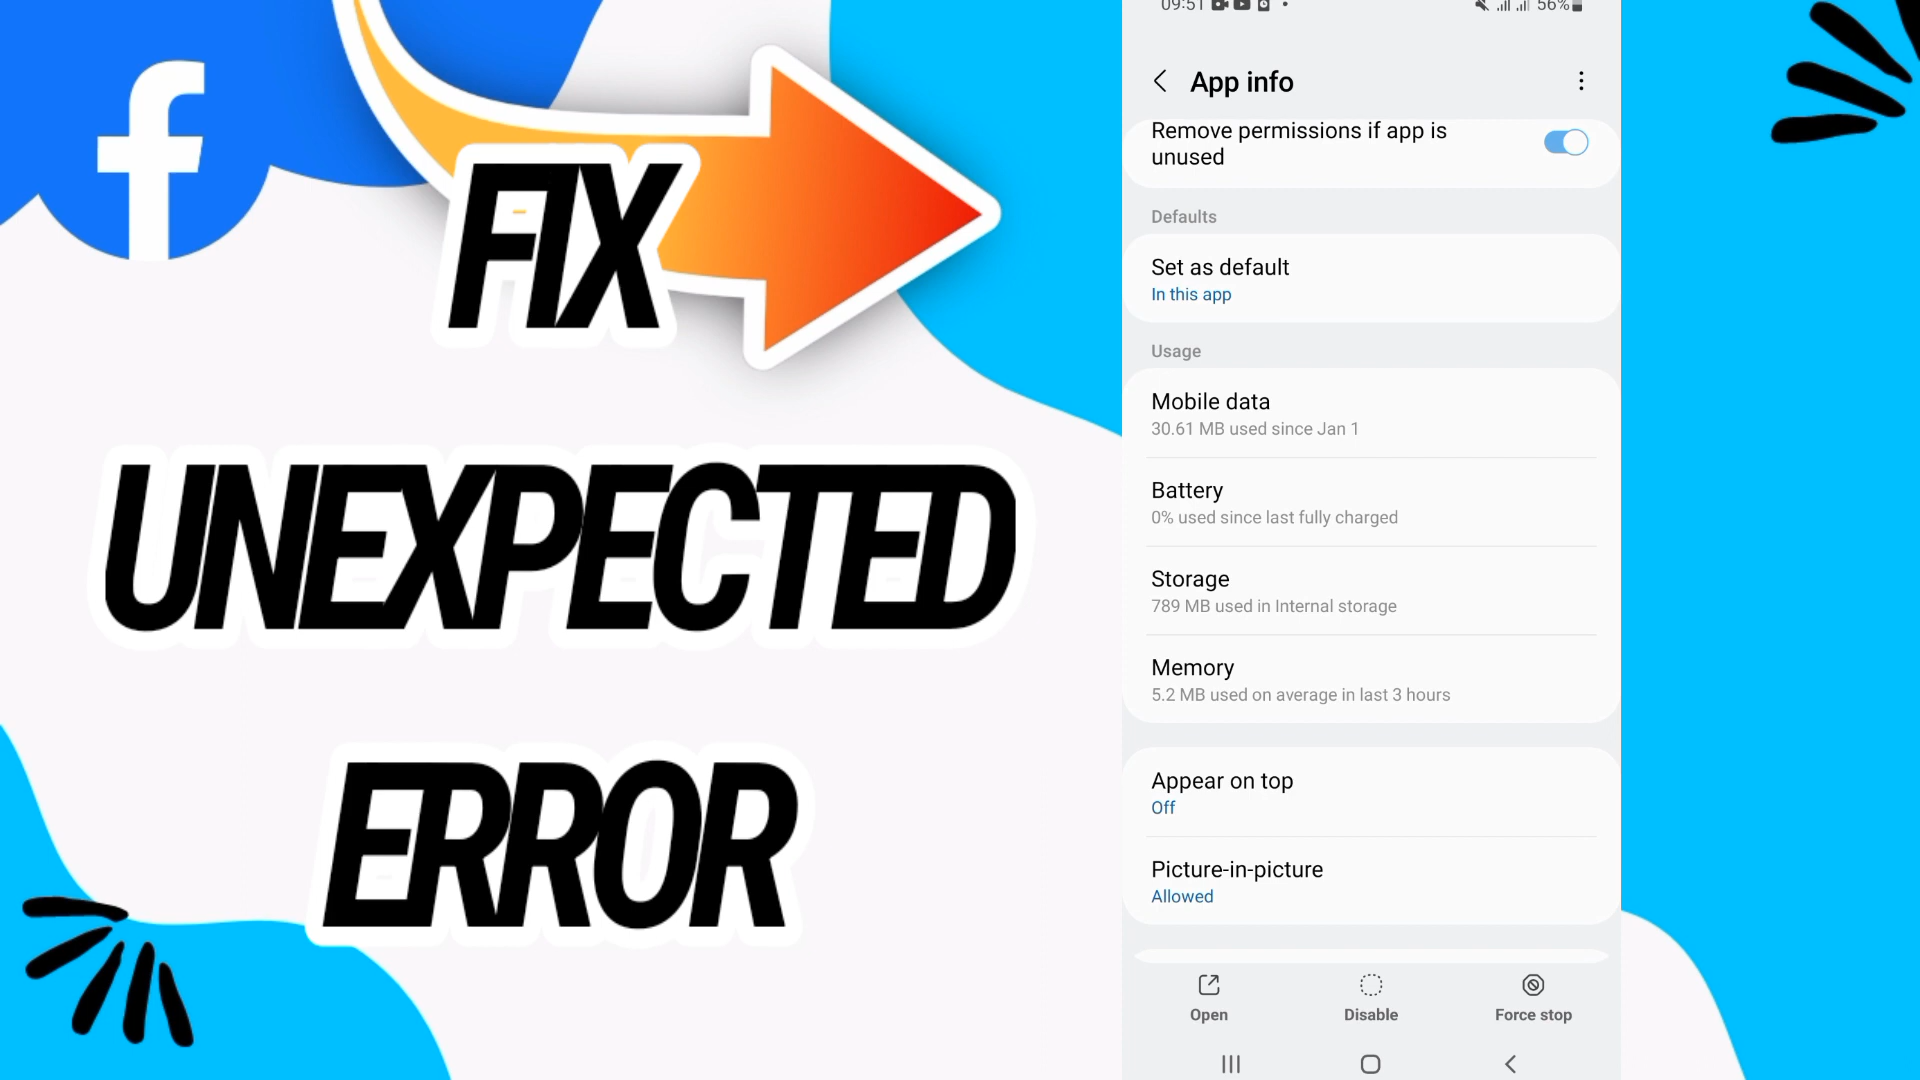 FIX
UNEXPECTED
ERROR
09:51
56%
App info
Remove permissions if app is
unused
Defaults
Set as default
In this app
Usage
Mobile data
30.61 MB used since Jan 1
Battery
0% used since last fully charged
Storage
789 MB used in Internal storage
Memory
5.2 MB used on average in last 3 hours
Appear on top
Off
Picture-in-picture
Allowed
Open
Disable
Force stop